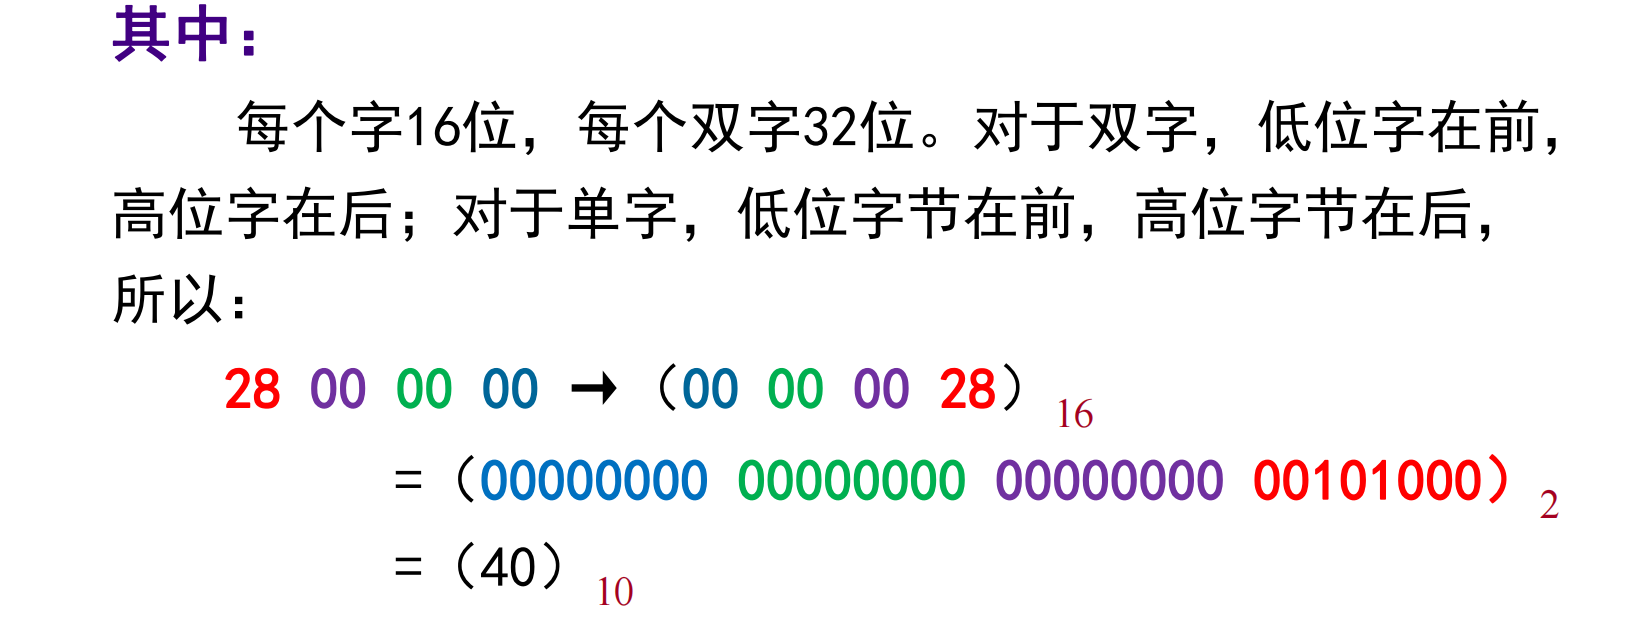 其中：
每个字16位，每个双字32位。对于双字，低位字在前，
高位字在后；对于单字，低位字节在前，高位字节在后，
所以：
28 00 00 00 → （00 00 00 28）16
=（00000000 00000000 00000000 00101000）2
=（40）10